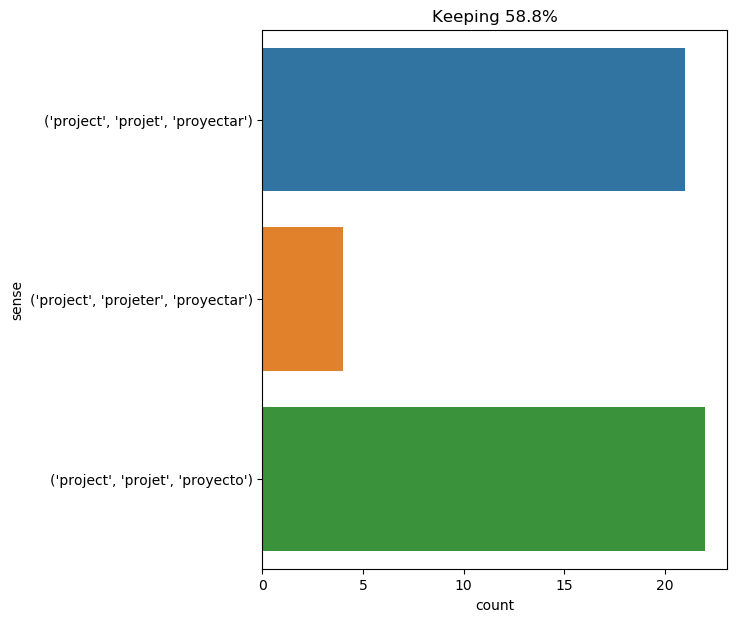 Keeping 58.8%
('project', 'projet', 'proyectar')
('project', 'projeter', 'proyectar')
('project', 'projet', 'proyecto')
sense
0 5 10 15 20
count